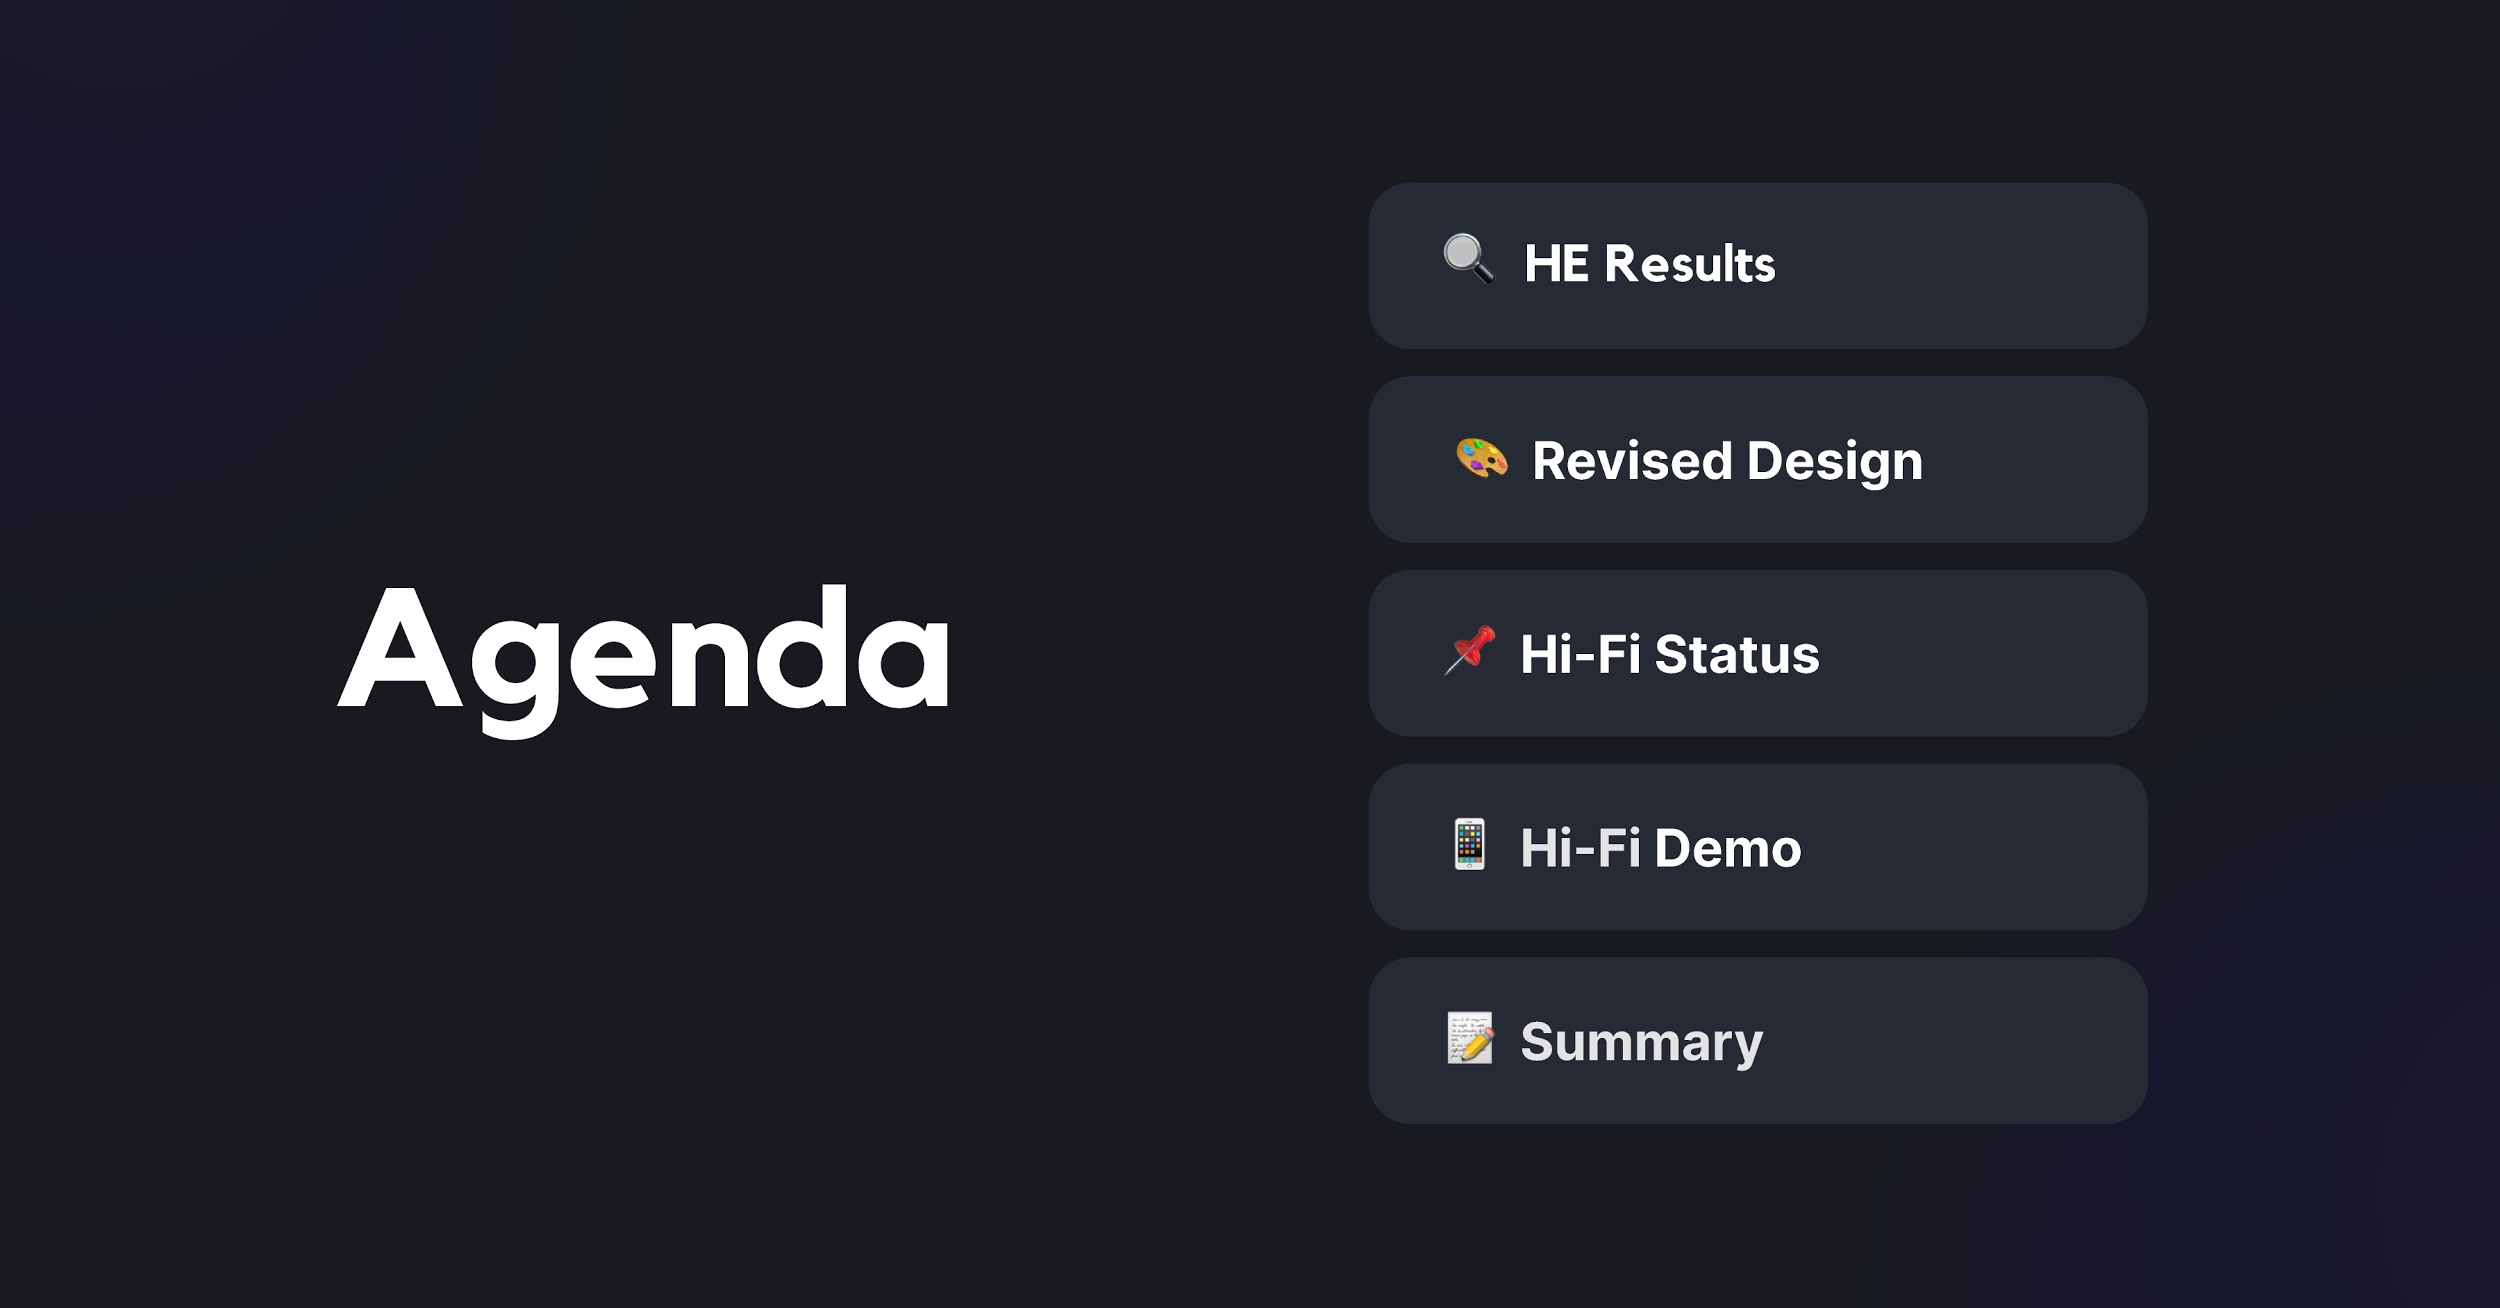 Agenda
🔍 HE Results
🎨 Revised Design
📌 Hi-Fi Status
📱 Hi-Fi Demo
📝 Summary